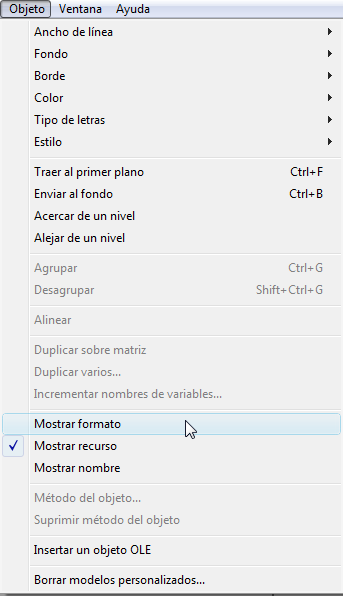 Objeto Ventana Ayuda
Ancho de línea
Fondo
Borde
Color
Tipo de letras
Estilo
Traer al primer plano Ctrl+F
Enviar al fondo Ctrl+B
Acercar de un nivel
Alejar de un nivel
Agrupar Ctrl+G
Desagrupar Shift+Ctrl+G
Alinear
Duplicar sobre matriz
Duplicar varios...
Incrementar nombres de variables...
Mostrar formato
Mostrar recurso
Mostrar nombre
Método del objeto...
Suprimir método del objeto
Insertar un objeto OLE
Borrar modelos personalizados...